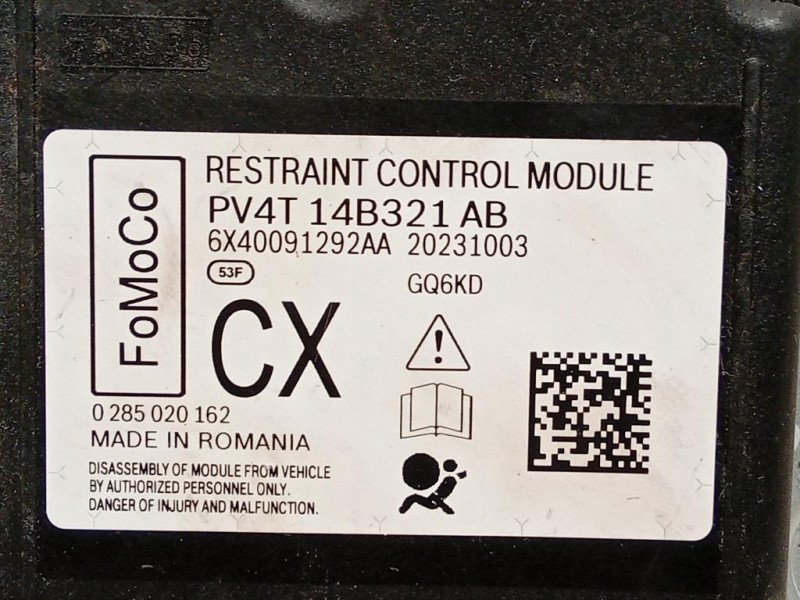 FoMoCo
RESTRAINT CONTROL MODULE
PV4T 14B321 AB
6X40091292AA 20231003
53F
GQ6KD
CX
0 285 020 162
MADE IN ROMANIA
DISASSEMBLY OF MODULE FROM VEHICLE
BY AUTHORIZED PERSONNEL ONLY.
DANGER OF INJURY AND MALFUNCTION.